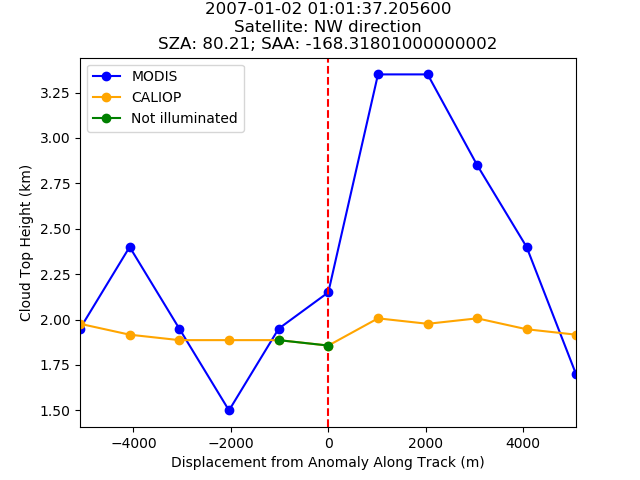 2007-01-02 01:01:37.205600
Satellite: NW direction
SZA: 80.21; SAA: -168.31801000000002
MODIS
CALIOP
Not illuminated
Cloud Top Height (km)
3.25
3.00
2.75
2.50
2.25
2.00
1.75
1.50
−4000
−2000
0
2000
4000
Displacement from Anomaly Along Track (m)